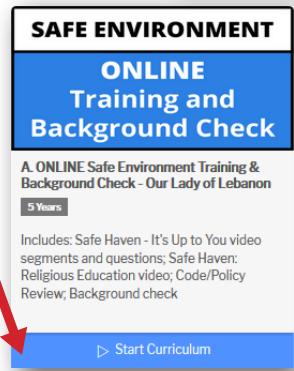 SAFE ENVIRONMENT
ONLINE
Training and
Background Check
A. ONLINE Safe Environment Training &
Background Check - Our Lady of Lebanon
5 Years
Includes: Safe Haven - It's Up to You video
segments and questions; Safe Haven:
Religious Education video; Code/Policy
Review; Background check
▷ Start Curriculum